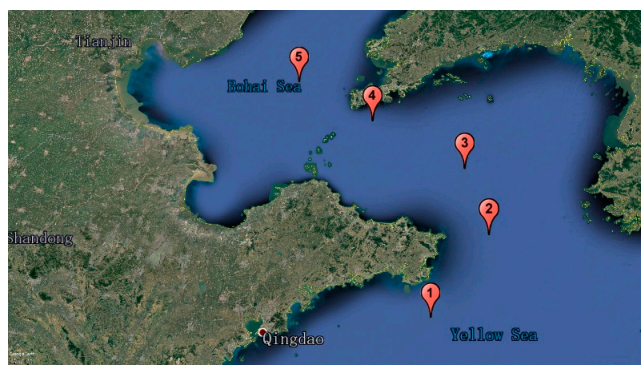 Tianjin
5
Bohai Sea
4
3
2
Shandong
1
Yellow Sea
Qingdao